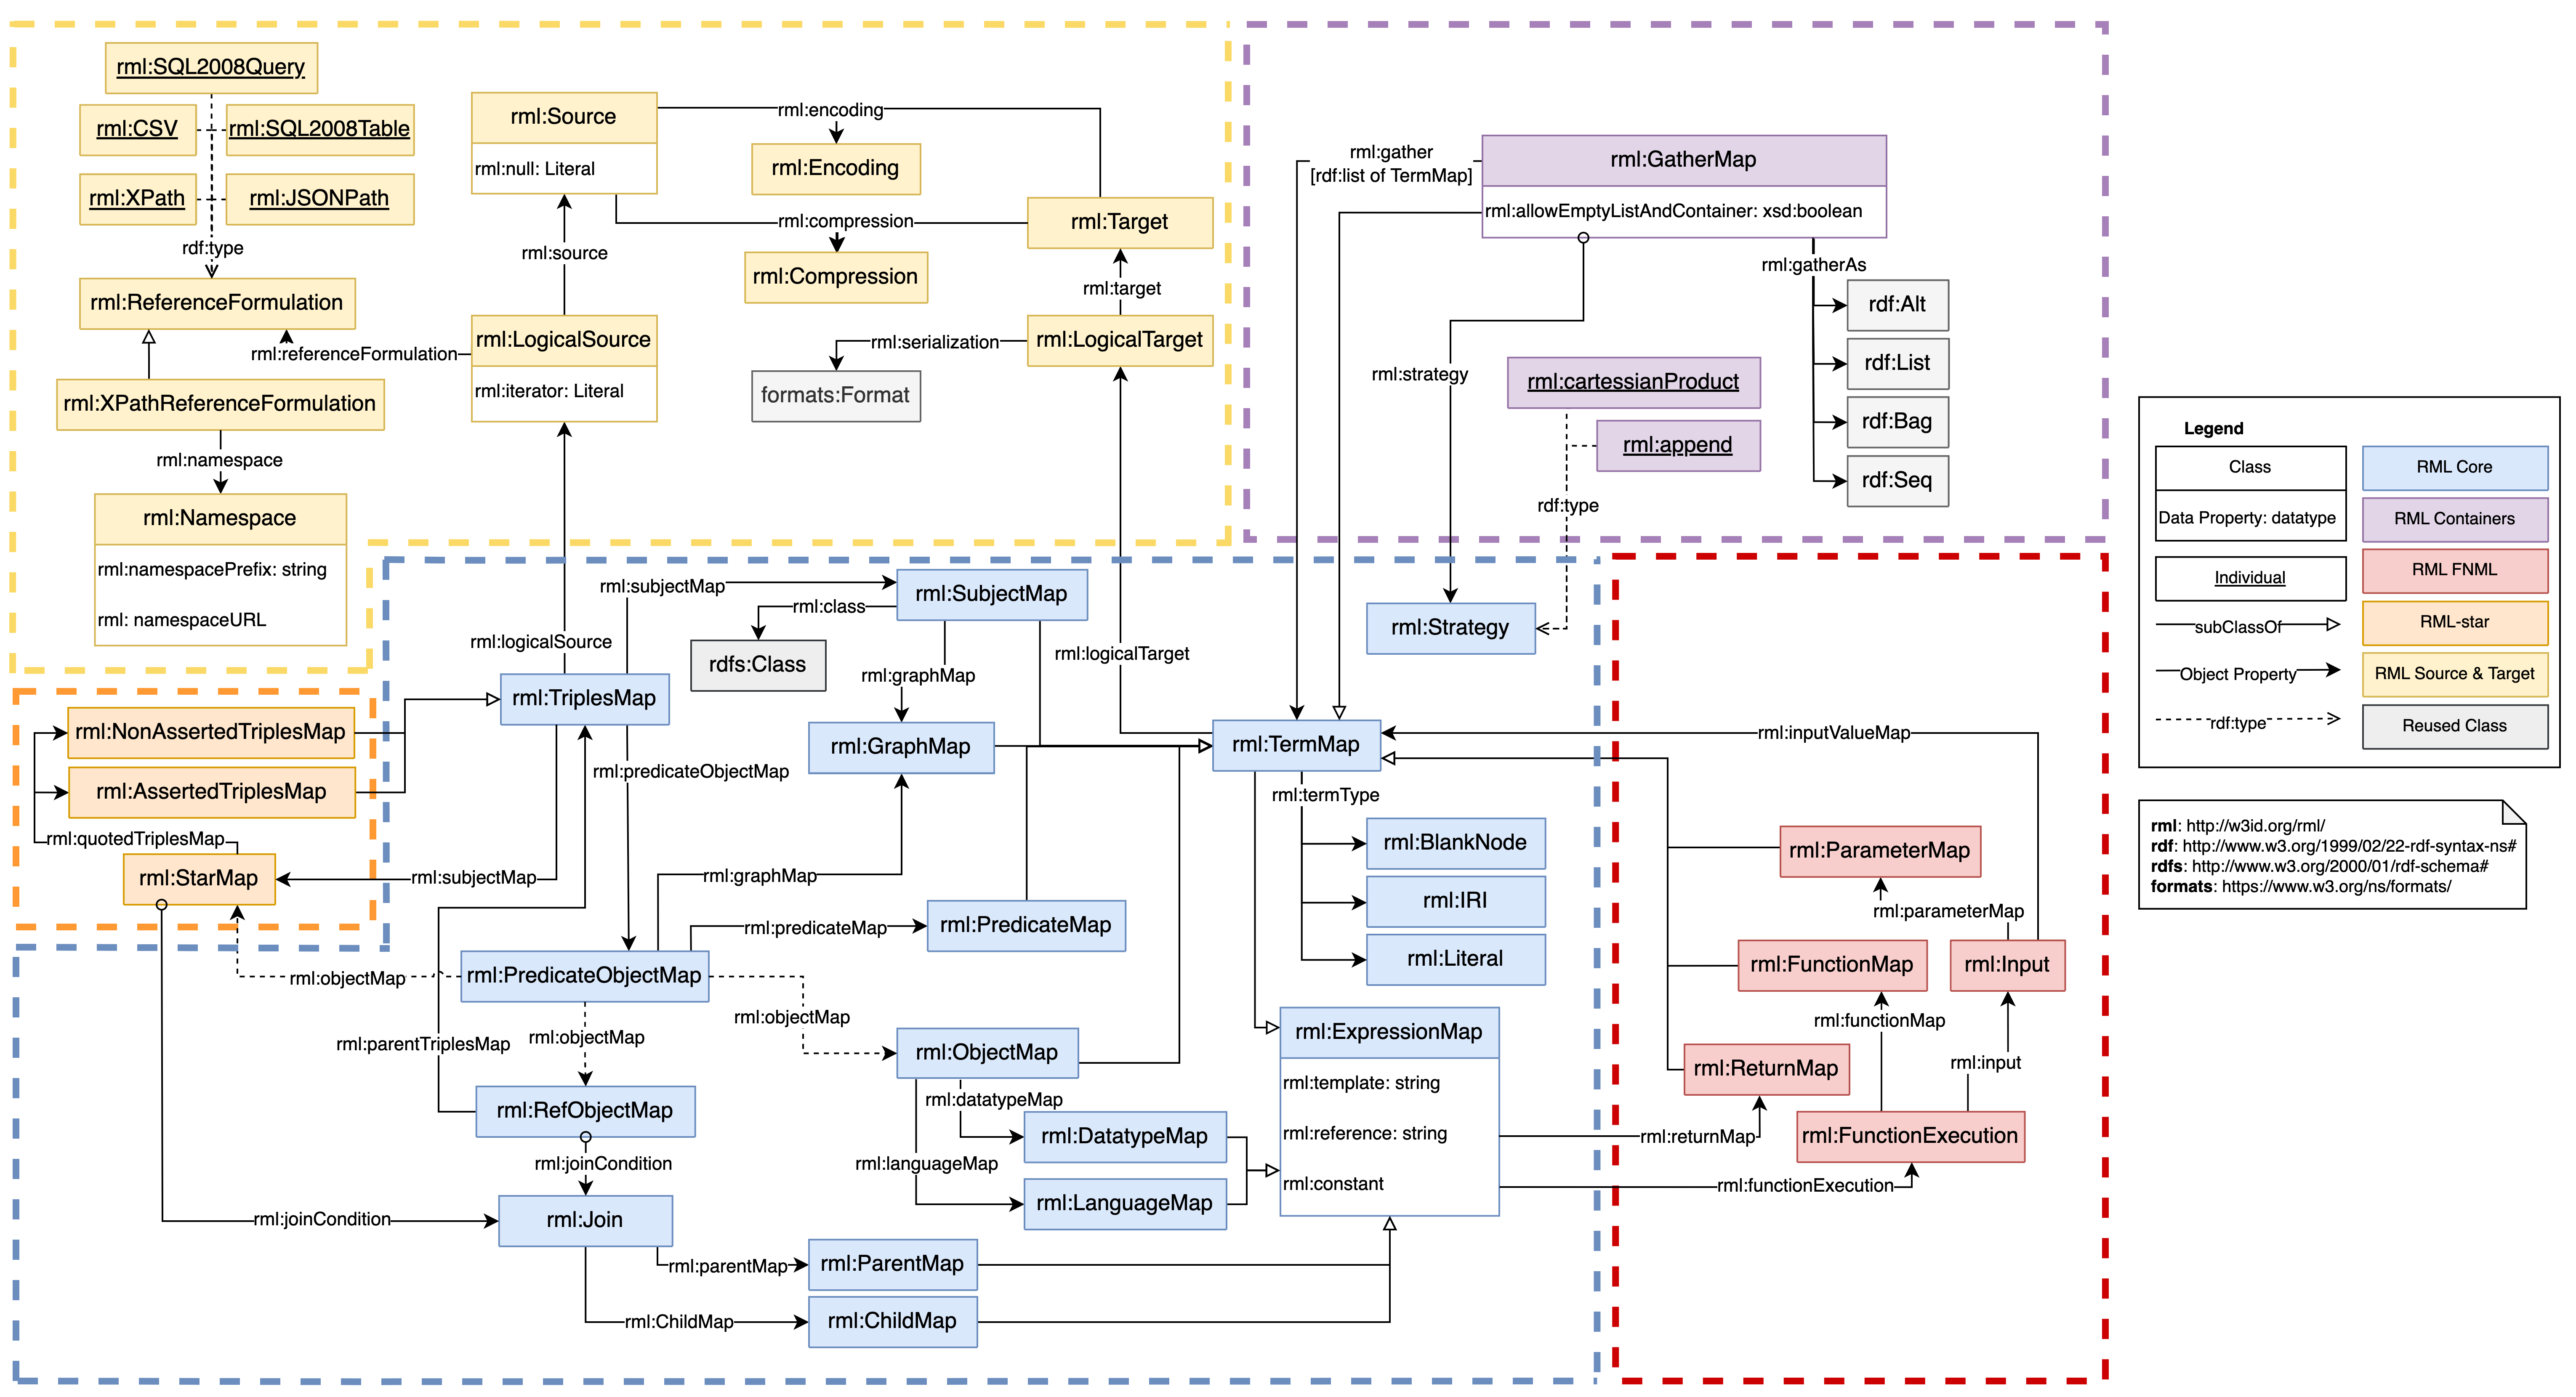 rml:SQL2008Query
rml:CSV
rml:SQL2008Table
rml:XPath
rml:JSONPath
rdf:type
rml:ReferenceFormulation
rml:referenceFormulation
rml:XPathReferenceFormulation
rml:namespace
rml:Namespace
rml:namespacePrefix: string
rml: namespaceURL
rml:Source
rml:null: Literal
rml:source
rml:LogicalSource
rml:iterator: Literal
rml:encoding
rml:Encoding
rml:compression
rml:Compression
rml:Target
rml:target
rml:LogicalTarget
rml:serialization
formats:Format
rml:gather
[rdf:list of TermMap]
rml:GatherMap
rml:allowEmptyListAndContainer: xsd:boolean
rml:gatherAs
rdf:Alt
rdf:List
rdf:Bag
rdf:Seq
rml:strategy
rml:cartessianProduct
rml:append
rdf:type
rml:Strategy
rml:logicalSource
rml:subjectMap
rml:SubjectMap
rml:class
rdfs:Class
rml:graphMap
rml:logicalTarget
rml:TriplesMap
rml:NonAssertedTriplesMap
rml:AssertedTriplesMap
rml:quotedTriplesMap
rml:StarMap
rml:subjectMap
rml:predicateObjectMap
rml:GraphMap
rml:TermMap
rml:termType
rml:BlankNode
rml:IRI
rml:Literal
rml:graphMap
rml:predicateMap
rml:PredicateMap
rml:objectMap
rml:PredicateObjectMap
rml:objectMap
rml:objectMap
rml:parentTriplesMap
rml:RefObjectMap
rml:joinCondition
rml:joinCondition
rml:Join
rml:parentMap
rml:ParentMap
rml:ChildMap
rml:ChildMap
rml:ObjectMap
rml:datatypeMap
rml:DatatypeMap
rml:languageMap
rml:LanguageMap
rml:ExpressionMap
rml:template: string
rml:reference: string
rml:constant
rml:inputValueMap
rml:ParameterMap
rml:parameterMap
rml:FunctionMap
rml:Input
rml:functionMap
rml:input
rml:ReturnMap
rml:returnMap
rml:FunctionExecution
rml:functionExecution
Legend
Class
Data Property: datatype
Individual
subClassOf
Object Property
rdf:type
RML Core
RML Containers
RML FNML
RML-star
RML Source & Target
Reused Class
rml: http://w3id.org/rml/
rdf: http://www.w3.org/1999/02/22-rdf-syntax-ns#
rdfs: http://www.w3.org/2000/01/rdf-schema#
formats: https://www.w3.org/ns/formats/